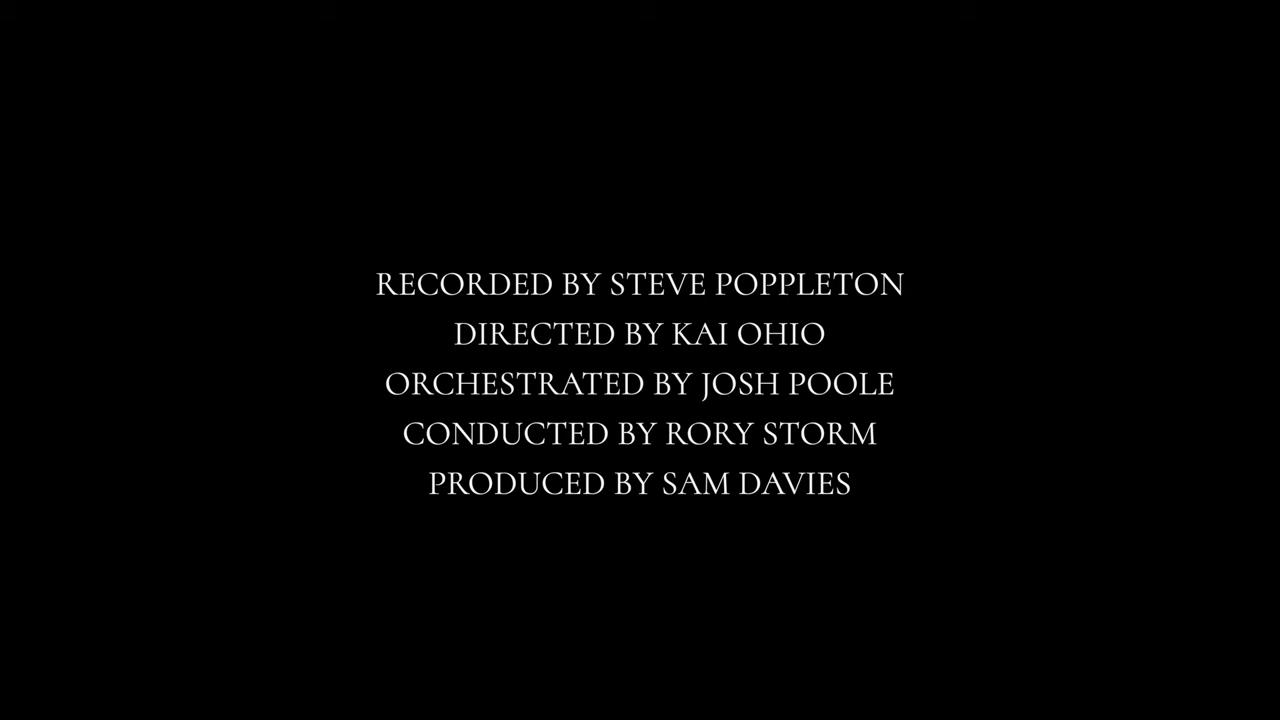 RECORDED BY STEVE POPPLETON
DIRECTED BY KAI OHIO
ORCHESTRATED BY JOSH POOLE
CONDUCTED BY RORY STORM
PRODUCED BY SAM DAVIES